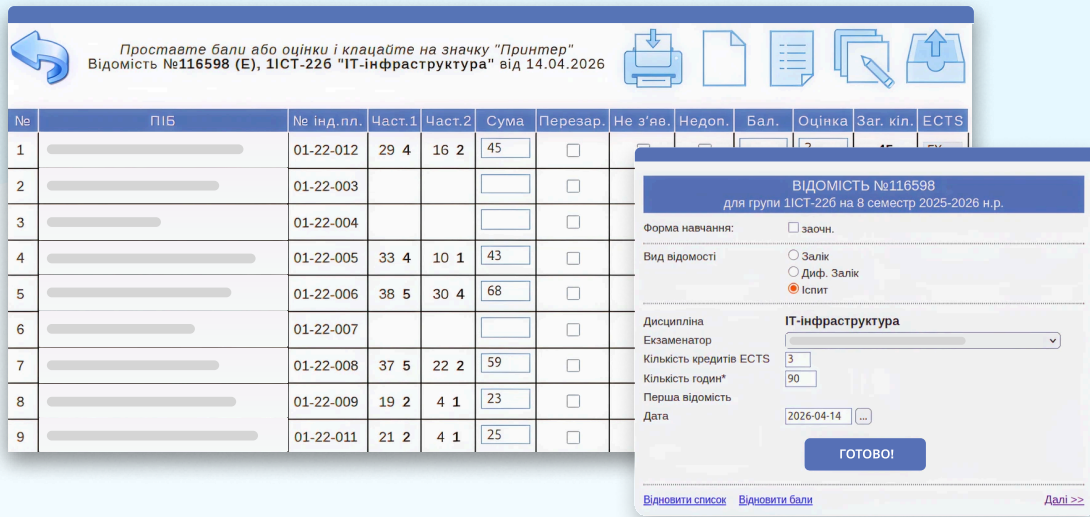 Проставте бали або оцінки і клацайте на значку "Принтер"
Відомість №116598 (Е), 1ІСТ-22б "ІТ-інфраструктура" від 14.04.2026
№ ПІБ № інд.пл. Част.1 Част.2 Сума Перезар. Не з'яв. Недоп. Бал. Оцінка Заг. кіл. ECTS
1 01-22-012 29 4 16 2 45
2 01-22-003
3 01-22-004
4 01-22-005 33 4 10 1 43
5 01-22-006 38 5 30 4 68
6 01-22-007
7 01-22-008 37 5 22 2 59
8 01-22-009 19 2 4 1 23
9 01-22-011 21 2 4 1 25
ВІДОМІСТЬ №116598
для групи 1ІСТ-22б на 8 семестр 2025-2026 н.р.
Форма навчання: заочн.
Вид відомості Залік
Диф. Залік
Іспит
Дисципліна ІТ-інфраструктура
Екзаменатор
Кількість кредитів ECTS 3
Кількість годин* 90
Перша відомість
Дата 2026-04-14 ...
ГОТОВО!
Відновити список Відновити бали Далі >>